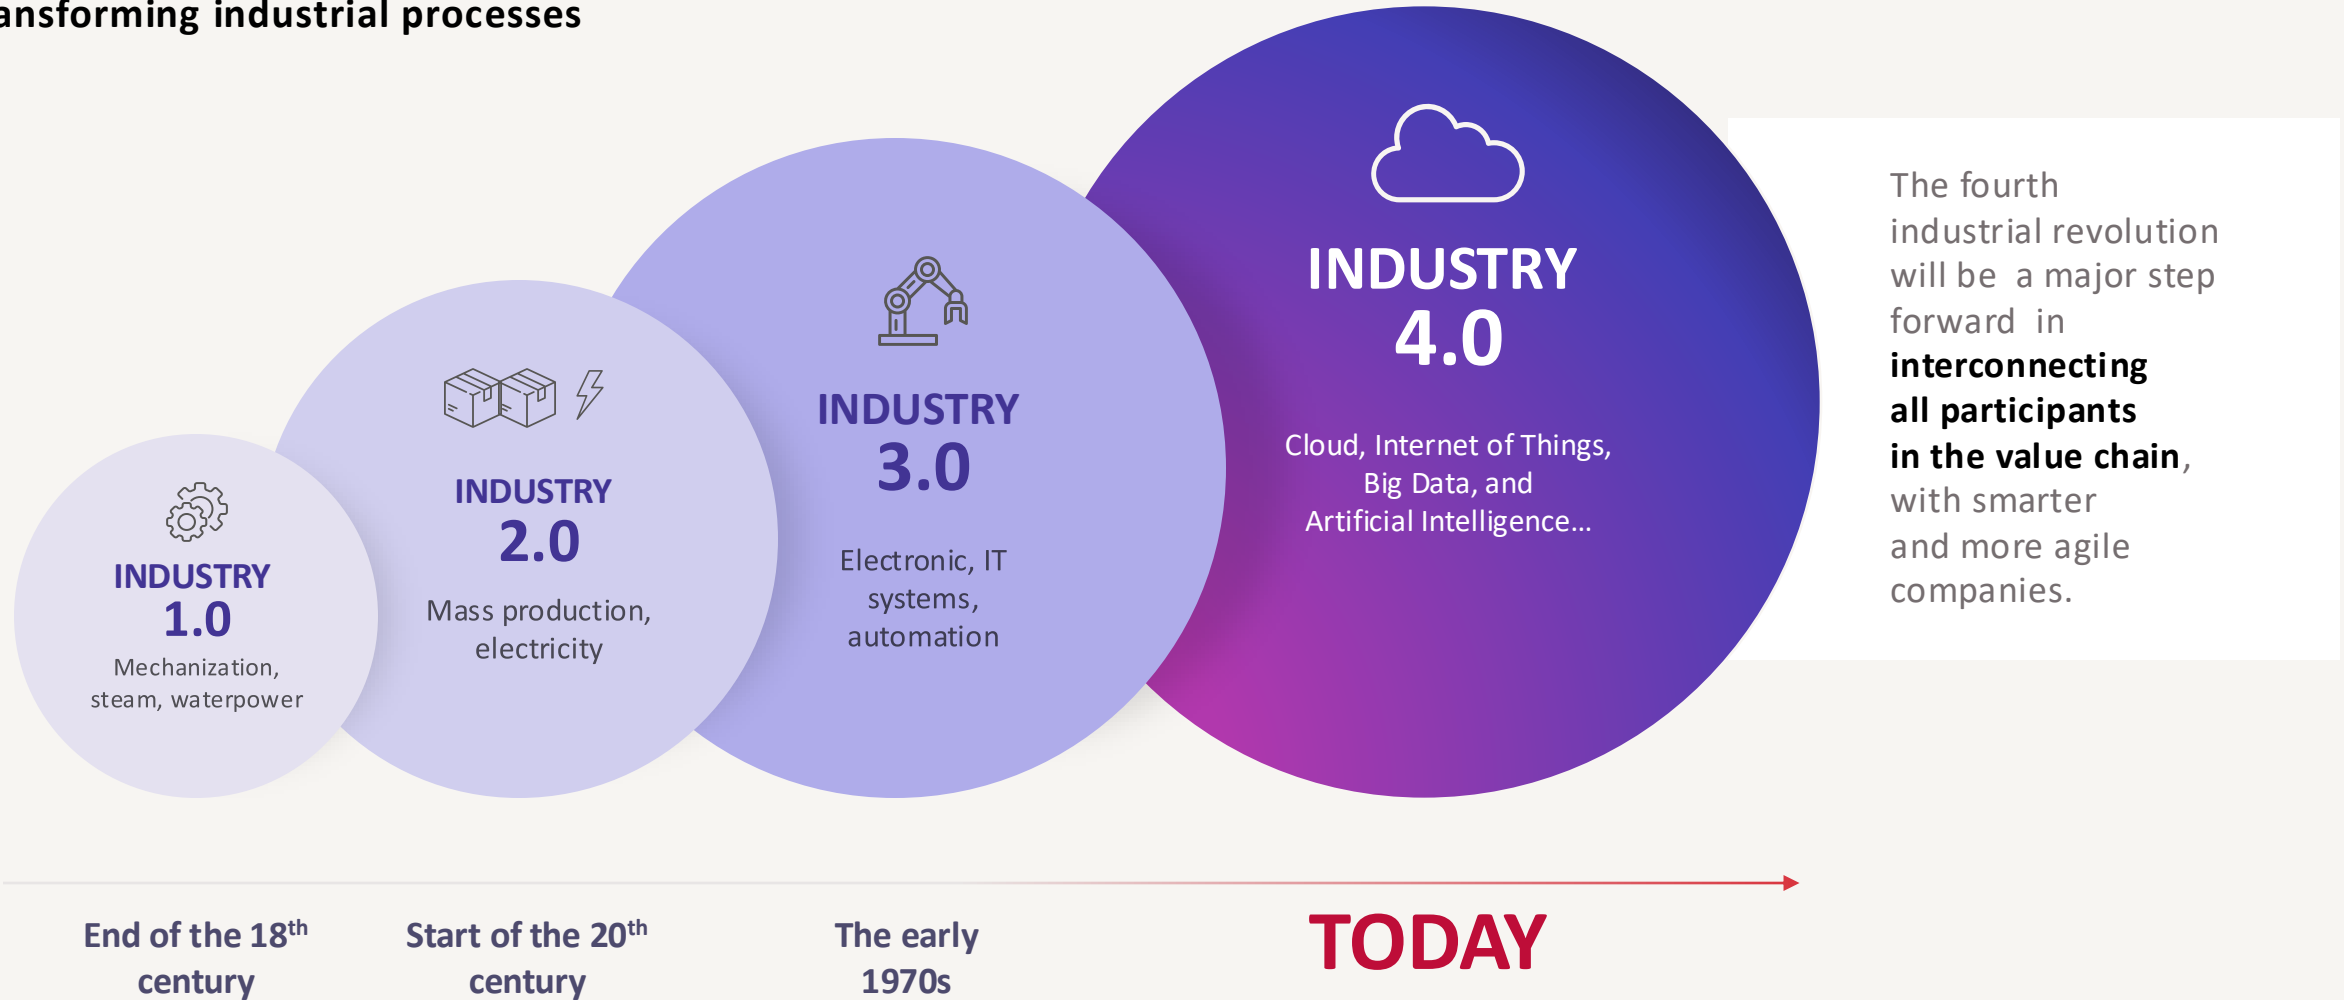 ansforming industrial processes
INDUSTRY
1.0
Mechanization,
steam, waterpower
INDUSTRY
2.0
Mass production,
electricity
INDUSTRY
3.0
Electronic, IT
systems,
automation
INDUSTRY
4.0
Cloud, Internet of Things,
Big Data, and
Artificial Intelligence...
The fourth
industrial revolution
will be a major step
forward in
interconnecting
all participants
in the value chain,
with smarter
and more agile
companies.
End of the 18th
century
Start of the 20th
century
The early
1970s
TODAY